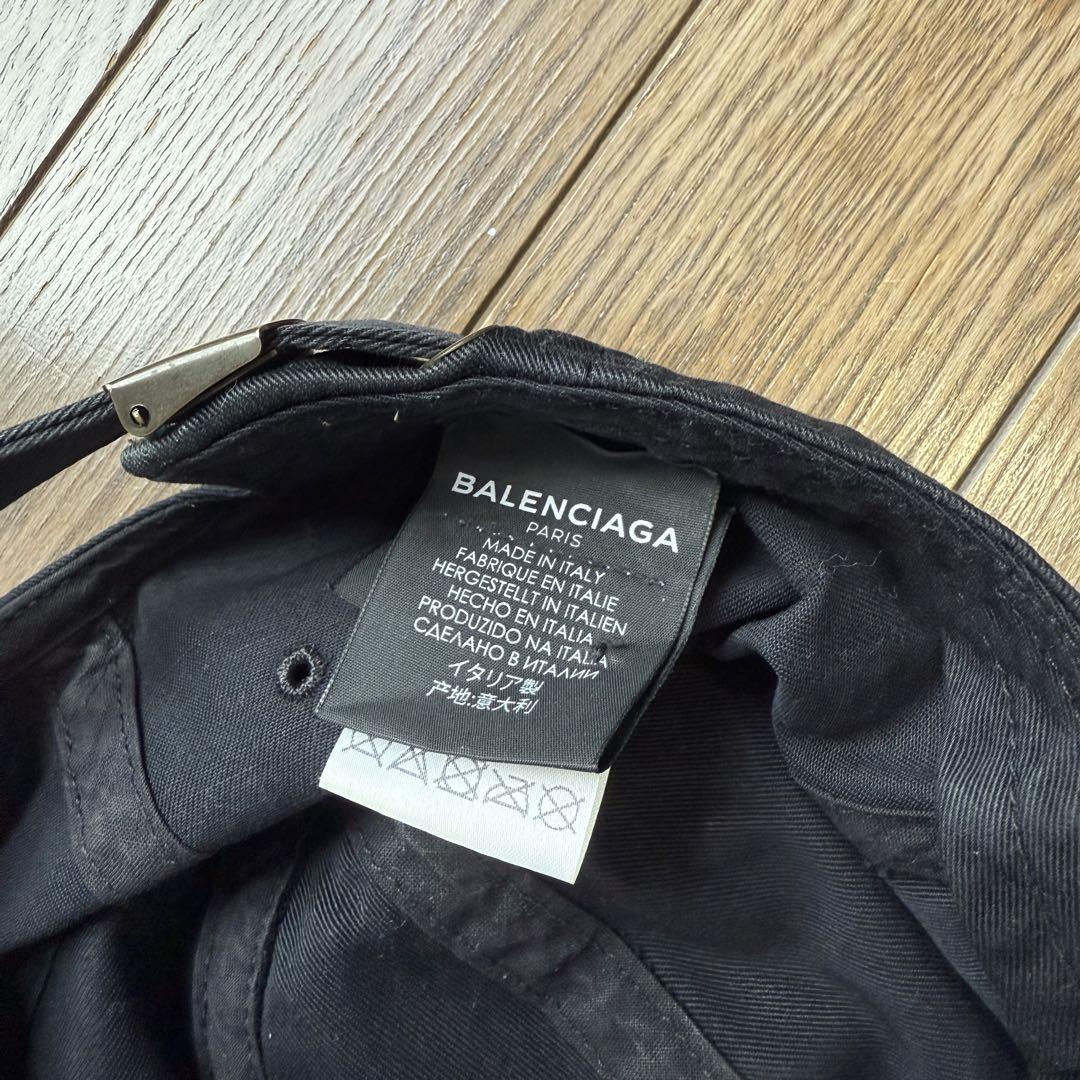 BALENCIAGA
PARIS
MADE IN ITALY
FABRIQUE EN ITALIE
HERGESTELLT IN ITALIEN
HECHO EN ITALIA
PRODUZIDO NA ITALIA
СДЕЛАНО В ИТАЛИИ
イタリア製
产地:意大利